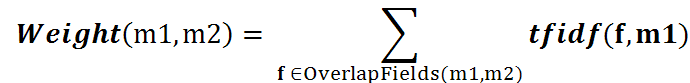 Weight(m1,m2) = ∑ tfidf(f,m1)
f ∈OverlapFields(m1,m2)